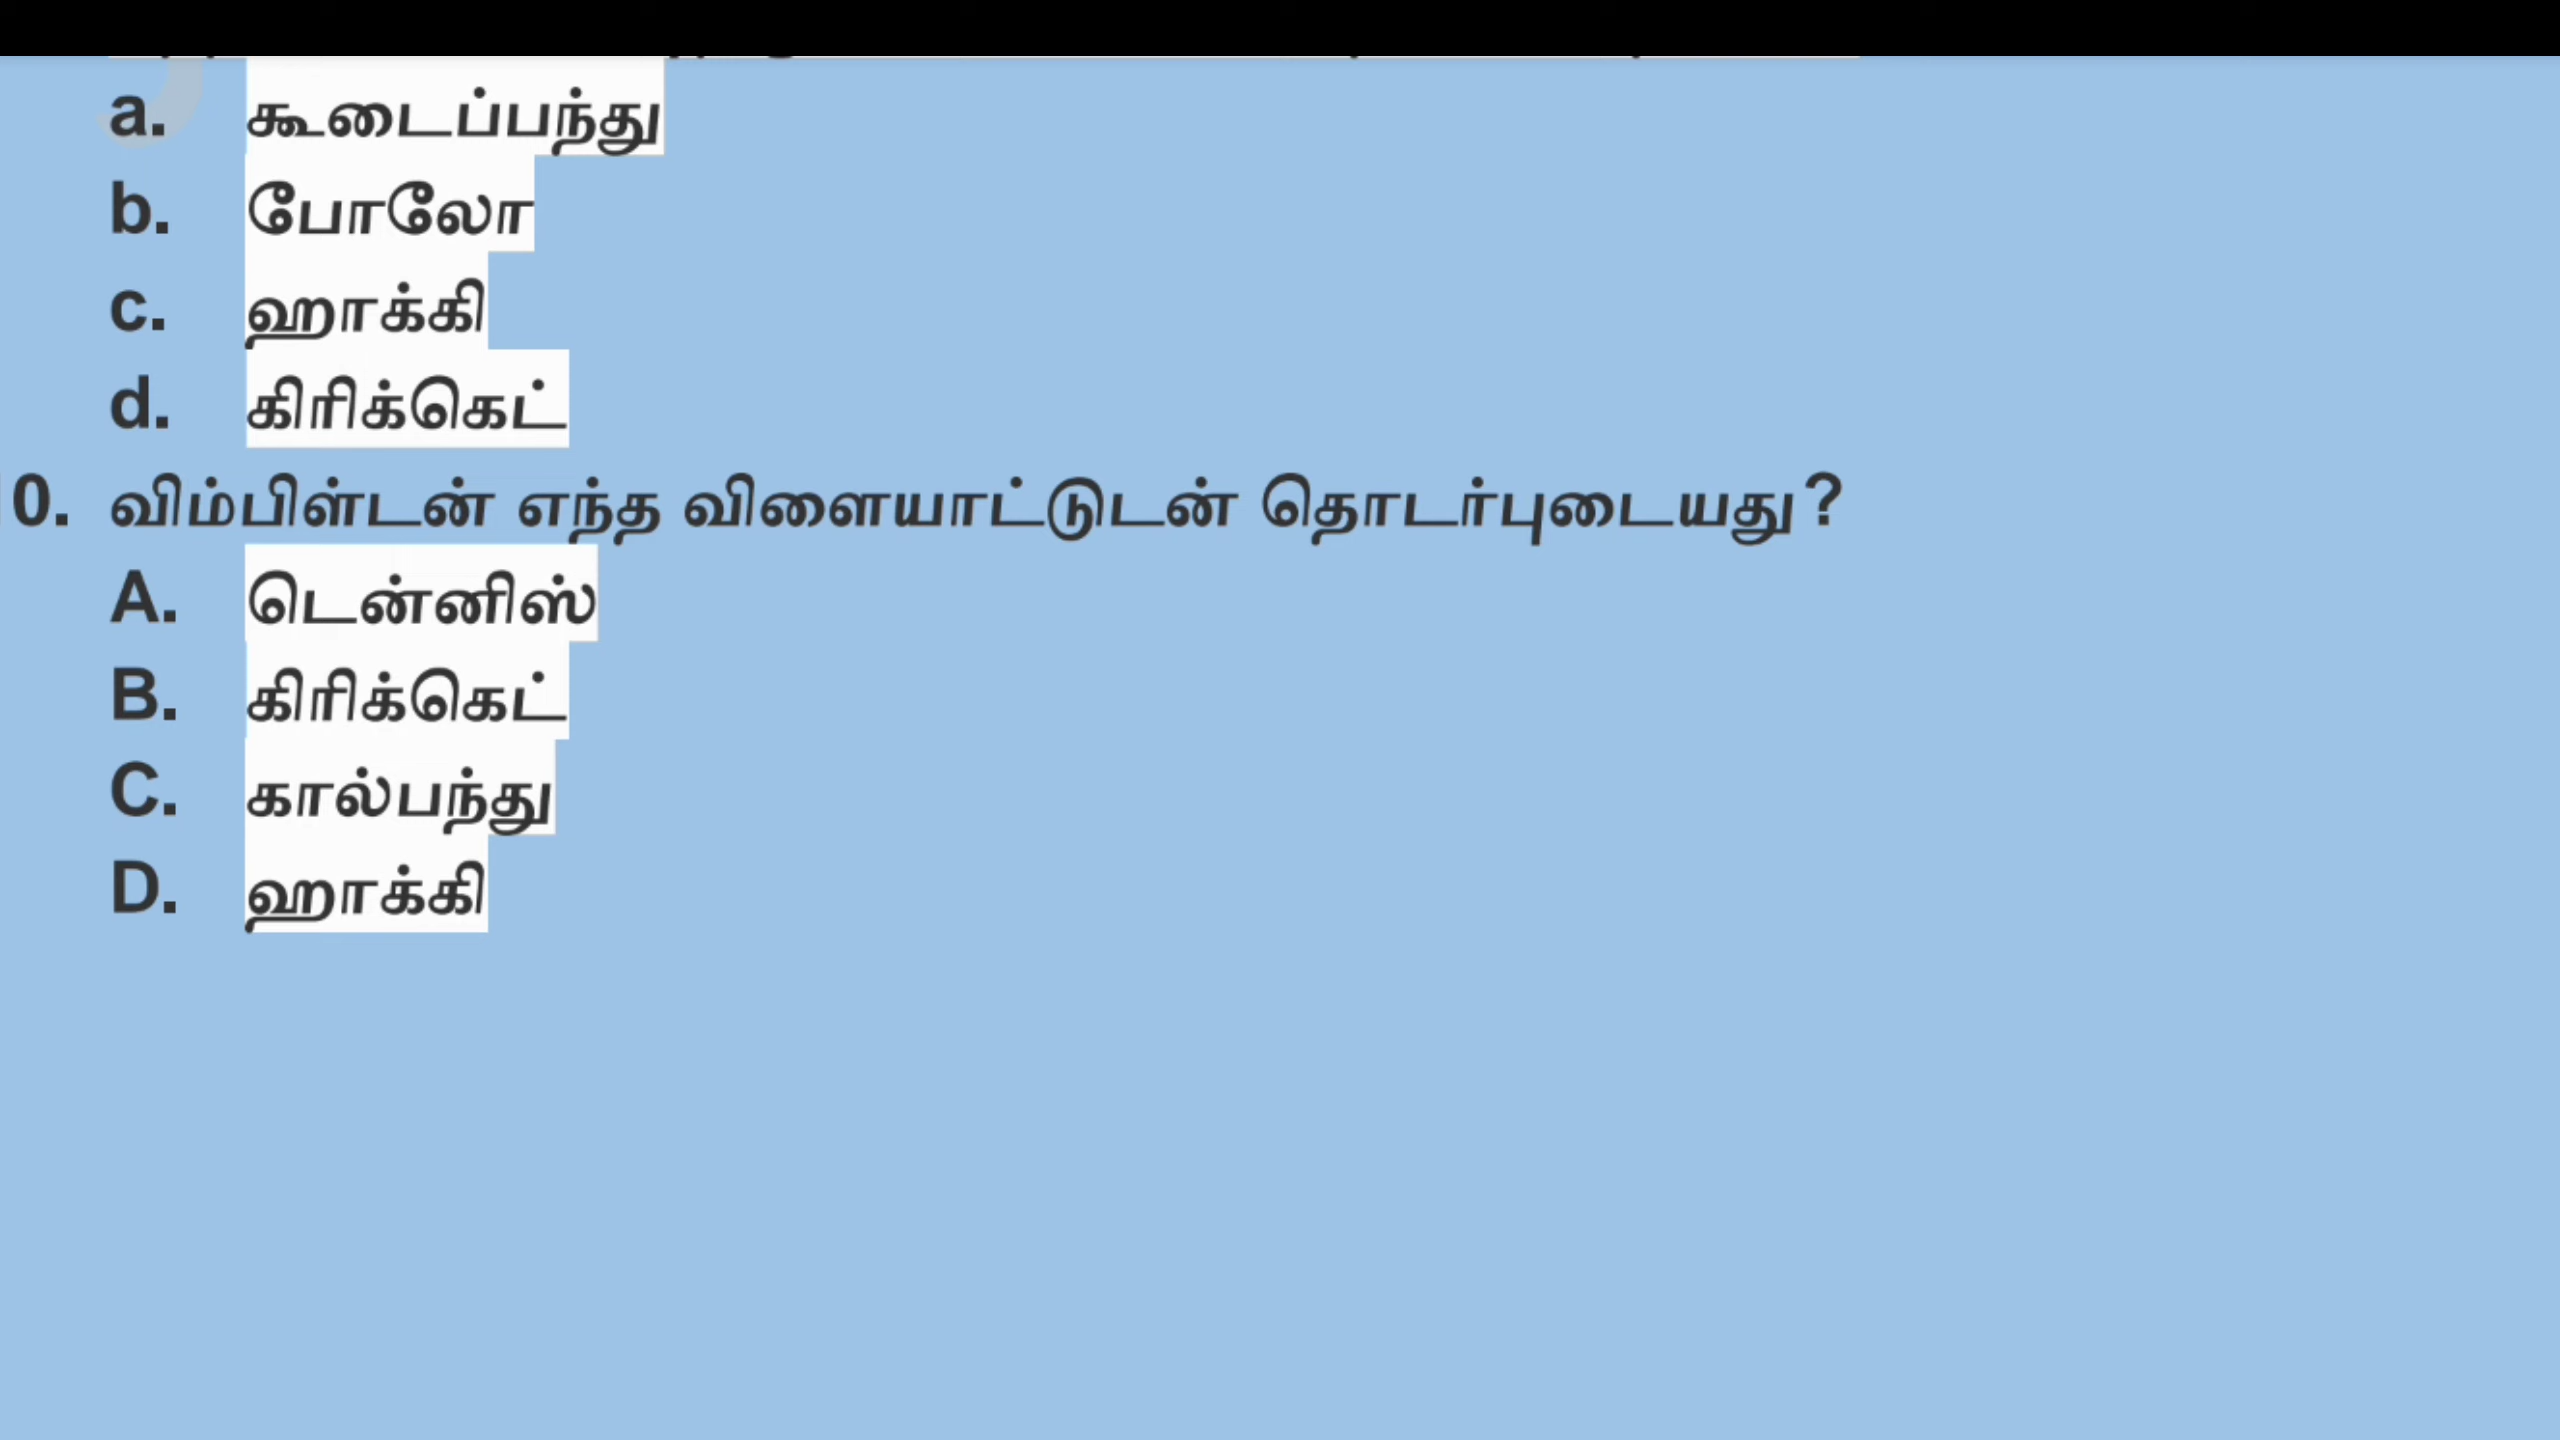 a. கூடைப்பந்து
b. போலோ
c. ஹாக்கி
d. கிரிக்கெட்
0. விம்பிள்டன் எந்த விளையாட்டுடன் தொடர்புடையது?
A. டென்னிஸ்
B. கிரிக்கெட்
C. கால்பந்து
D. ஹாக்கி